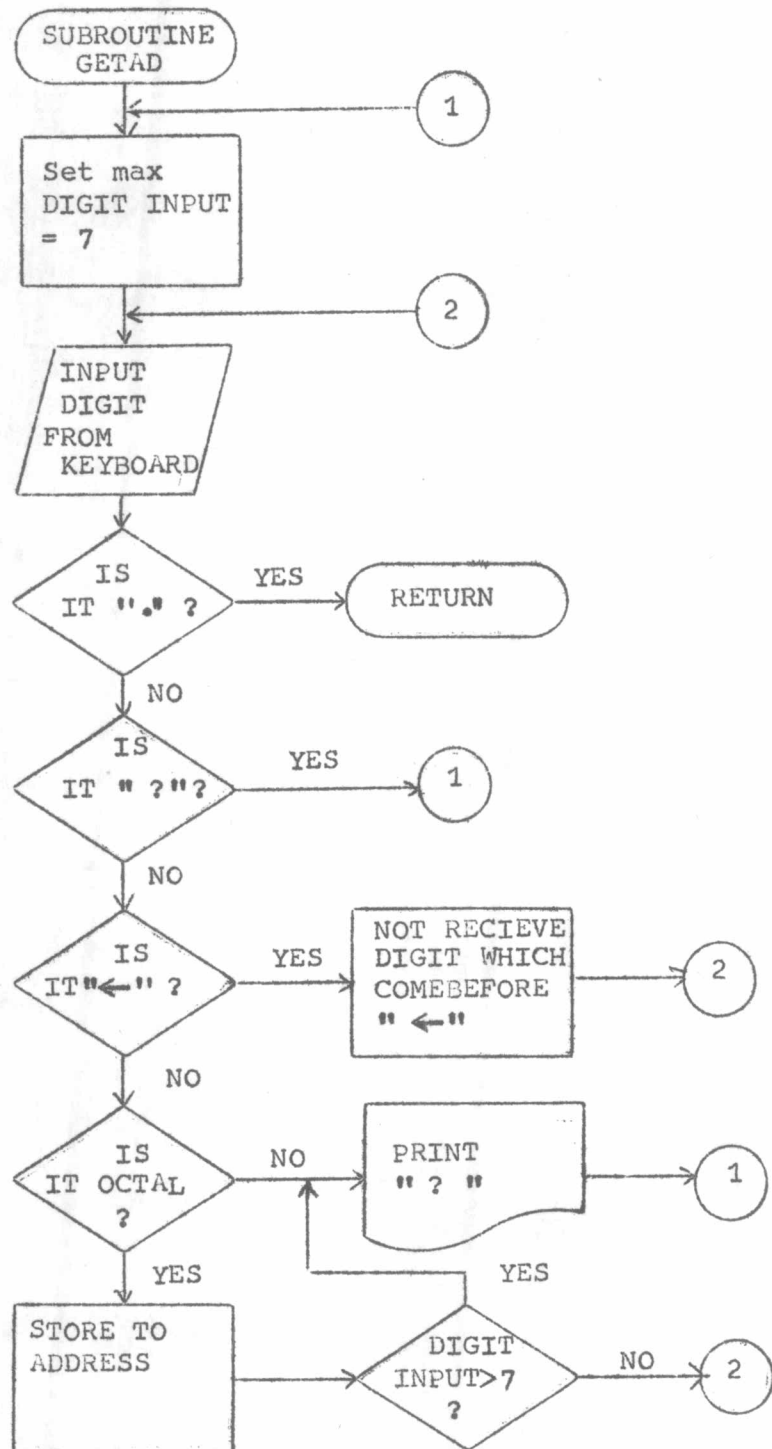 SUBROUTINE
GETAD
1
Set max
DIGIT INPUT
= 7
2
INPUT
DIGIT
FROM
KEYBOARD
IS
IT "." ?
YES
RETURN
NO
IS
IT " ?"?
YES
1
NO
IS
IT"←" ?
YES
NOT RECIEVE
DIGIT WHICH
COMEBEFORE
" ←"
2
NO
IS
IT OCTAL
?
NO
PRINT
" ? "
1
YES
YES
STORE TO
ADDRESS
DIGIT
INPUT>7
?
NO
2